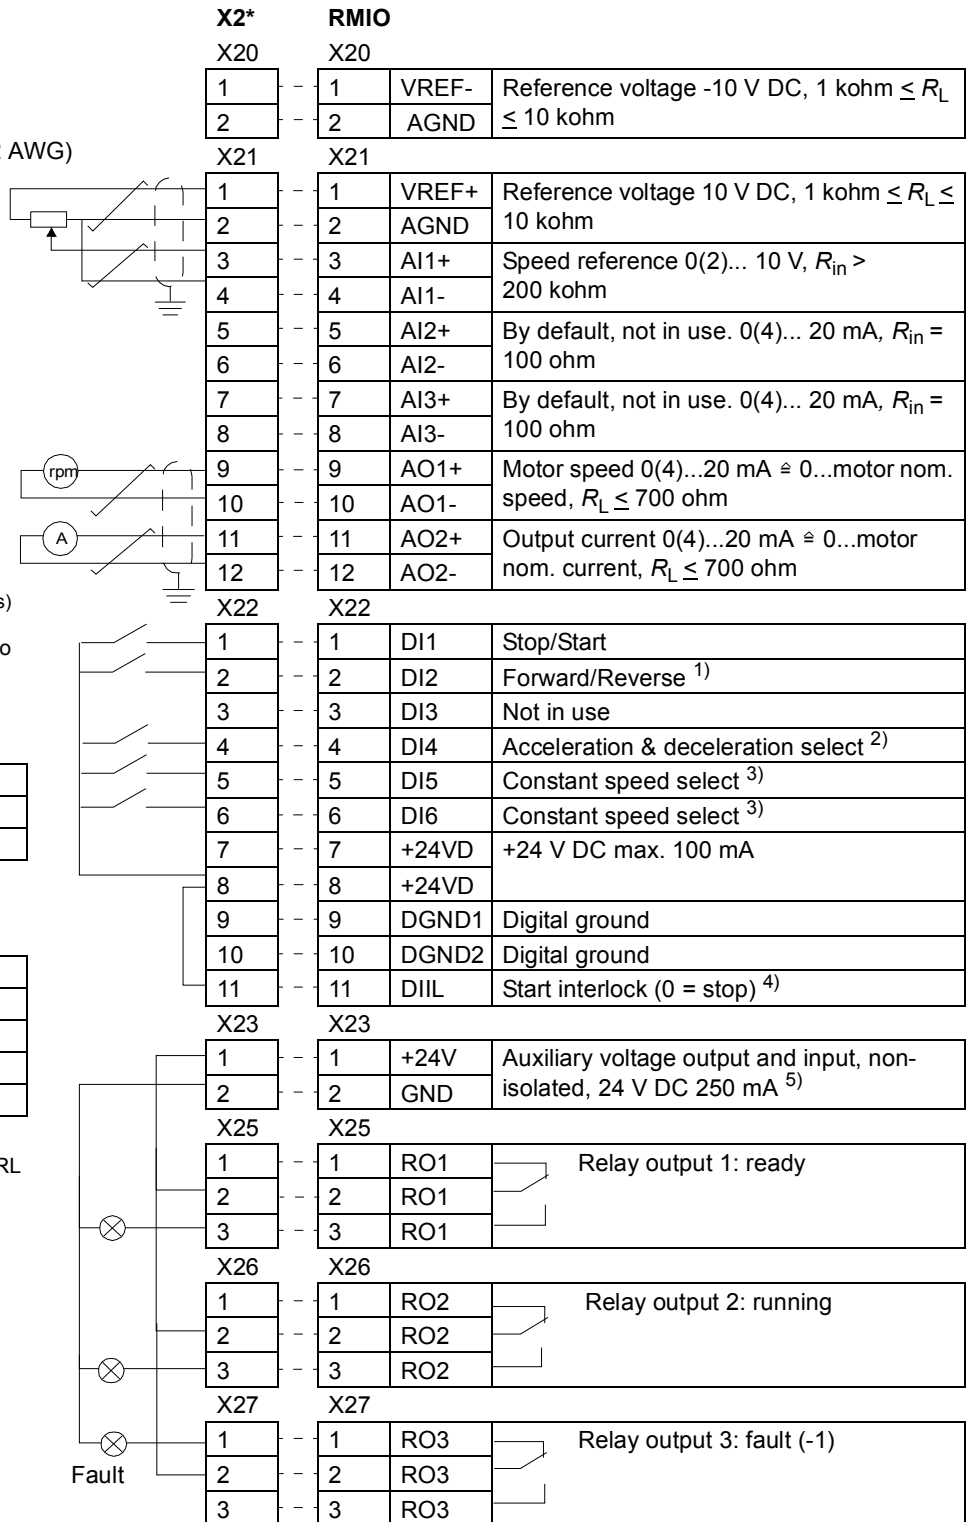 X2* RMIO
X20 X20
1 1 VREF- Reference voltage -10 V DC, 1 kohm ≤ RL
2 2 AGND ≤ 10 kohm
AWG)
X21 X21
1 1 VREF+ Reference voltage 10 V DC, 1 kohm ≤ RL ≤
2 2 AGND 10 kohm
3 3 AI1+ Speed reference 0(2)... 10 V, Rin >
4 4 AI1- 200 kohm
5 5 AI2+ By default, not in use. 0(4)... 20 mA, Rin =
6 6 AI2- 100 ohm
7 7 AI3+ By default, not in use. 0(4)... 20 mA, Rin =
8 8 AI3- 100 ohm
rpm 9 9 AO1+ Motor speed 0(4)...20 mA ≙ 0...motor nom.
10 10 AO1- speed, RL ≤ 700 ohm
A 11 11 AO2+ Output current 0(4)...20 mA ≙ 0...motor
12 12 AO2- nom. current, RL ≤ 700 ohm
s)
X22 X22
o
1 1 DI1 Stop/Start
2 2 DI2 Forward/Reverse 1)
3 3 DI3 Not in use
4 4 DI4 Acceleration & deceleration select 2)
5 5 DI5 Constant speed select 3)
6 6 DI6 Constant speed select 3)
7 7 +24VD +24 V DC max. 100 mA
8 8 +24VD
9 9 DGND1 Digital ground
10 10 DGND2 Digital ground
11 11 DIIL Start interlock (0 = stop) 4)
X23 X23
1 1 +24V Auxiliary voltage output and input, non-
2 2 GND isolated, 24 V DC 250 mA 5)
X25 X25
RL
1 1 RO1 Relay output 1: ready
2 2 RO1
3 3 RO1
X26 X26
1 1 RO2 Relay output 2: running
2 2 RO2
3 3 RO2
X27 X27
1 1 RO3 Relay output 3: fault (-1)
Fault 2 2 RO3
3 3 RO3